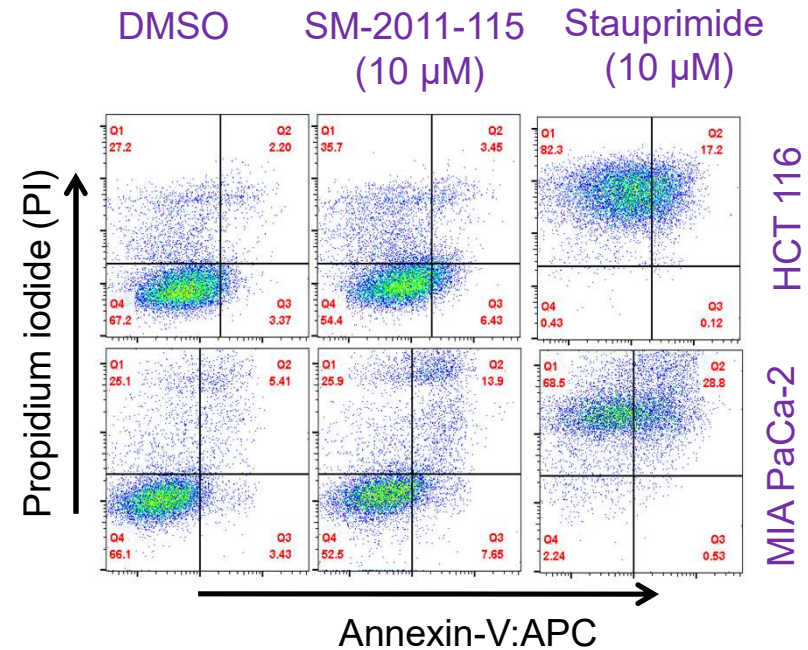 DMSO
SM-2011-115
(10 µM)
Stauprimide
(10 µM)
Propidium iodide (PI)
Q1
27.2
Q2
2.20
Q4
67.2
Q3
3.37
Q1
35.7
Q2
3.45
Q4
54.4
Q3
6.43
Q1
82.3
Q2
17.2
Q4
0.43
Q3
0.12
HCT 116
Q1
25.1
Q2
5.41
Q4
66.1
Q3
3.43
Q1
25.9
Q2
13.9
Q4
52.5
Q3
7.65
Q1
68.5
Q2
28.8
Q4
2.24
Q3
0.53
MIA PaCa-2
Annexin-V:APC